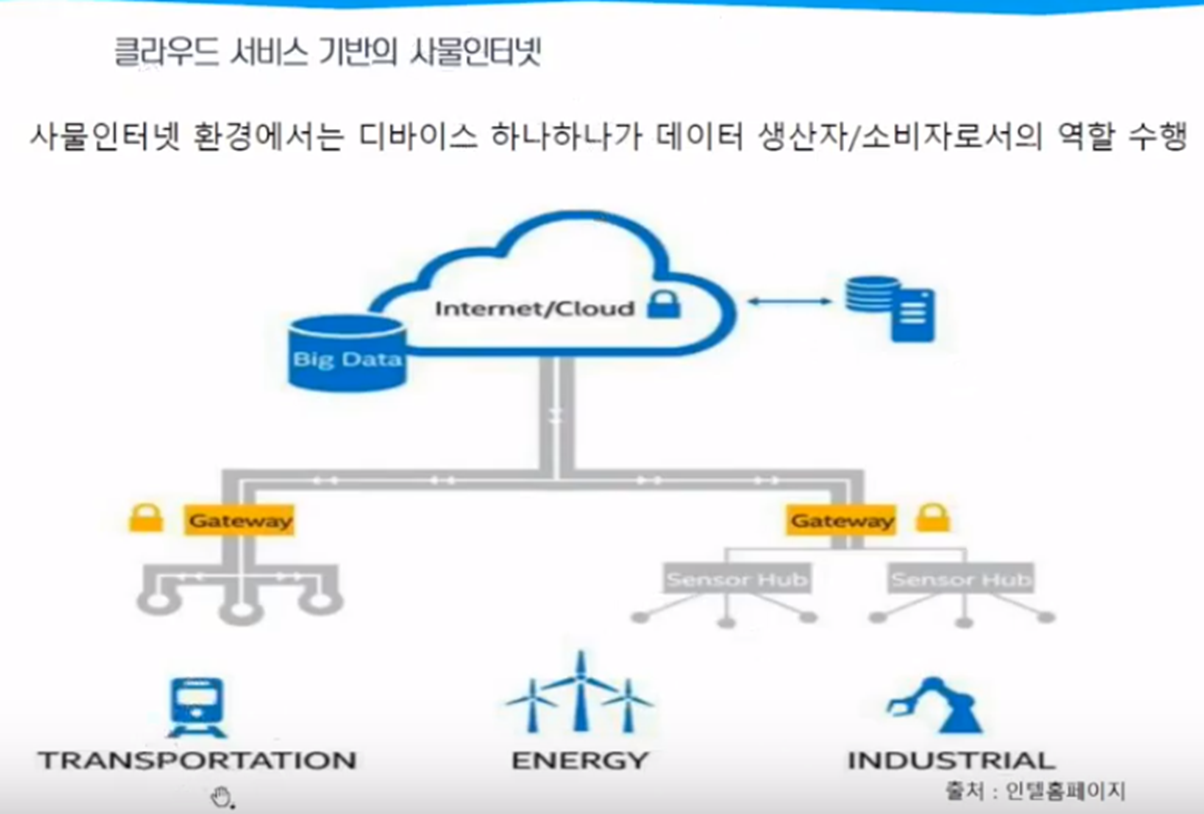 클라우드 서비스 기반의 사물인터넷
사물인터넷 환경에서는 디바이스 하나하나가 데이터 생산자/소비자로서의 역할 수행
Internet/Cloud
Big Data
Gateway
Gateway
Sensor Hub
Sensor Hub
TRANSPORTATION
ENERGY
INDUSTRIAL
출처 : 인텔홈페이지